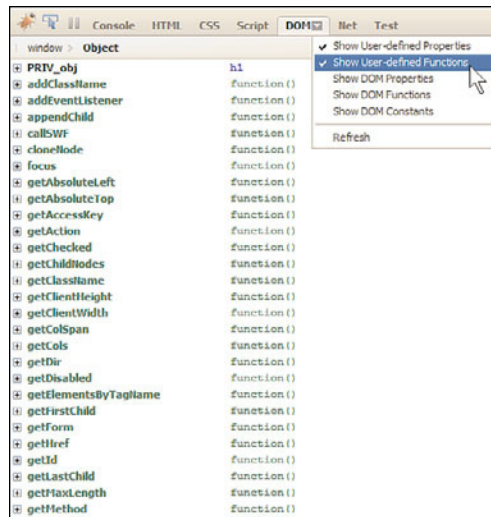 Console HTML CSS Script DOM Net Test
window > Object
Show User-defined Properties
Show User-defined Functions
Show DOM Properties
Show DOM Functions
Show DOM Constants
Refresh
PRIV_obj h1
addClassName function()
addEventListener function()
appendChild function()
callSWF function()
cloneNode function()
focus function()
getAbsoluteLeft function()
getAbsoluteTop function()
getAccessKey function()
getAction function()
getChecked function()
getChildNodes function()
getClassName function()
getClientHeight function()
getClientWidth function()
getColSpan function()
getCols function()
getDir function()
getDisabled function()
getElementsByTagName function()
getFirstChild function()
getForm function()
getHref function()
getId function()
getLastChild function()
getMaxLength function()
getMethod function()